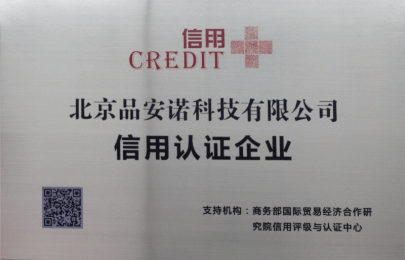 信用
CREDIT
北京品安诺科技有限公司
信用认证企业
支持机构：商务部国际贸易经济合作研
究院信用评级与认证中心